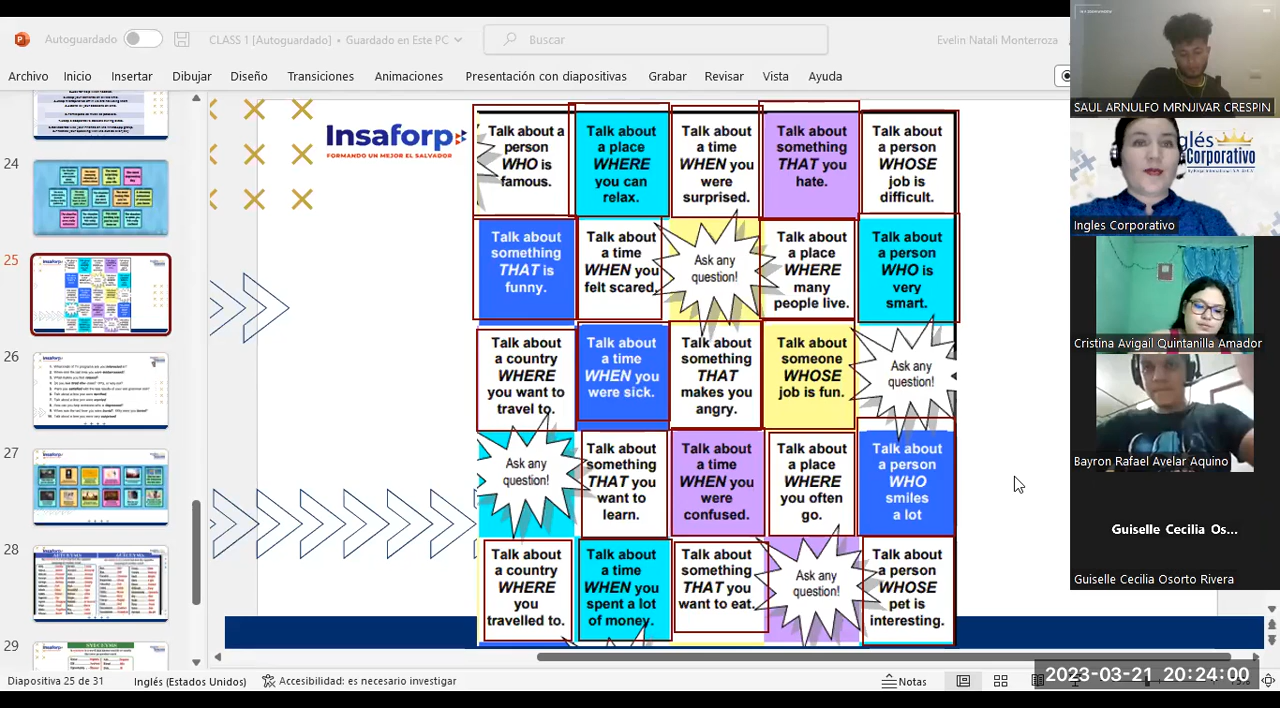 Autoguardado
CLASS 1 [Autoguardado] • Guardado en Este PC
Buscar
Evelin Natali Monterroza
Archivo Inicio Insertar Dibujar Diseño Transiciones Animaciones Presentación con diapositivas Grabar Revisar Vista Ayuda
24
25
26
27
28
29
Insaforp
FORMANDO UN MEJOR EL SALVADOR
Talk about a
person
WHO is
famous.
Talk about
a place
WHERE
you can
relax.
Talk about
a time
WHEN you
were
surprised.
Talk about
something
THAT you
hate.
Talk about
a person
WHOSE
job is
difficult.
Talk about
something
THAT is
funny.
Talk about
a time
WHEN you
felt scared.
Ask any
question!
Talk about
a place
WHERE
many
people live.
Talk about
a person
WHO is
very
smart.
Talk about
a country
WHERE
you want to
travel to.
Talk about
a time
WHEN you
were sick.
Talk about
something
THAT
makes you
angry.
Talk about
someone
WHOSE
job is fun.
Ask any
question!
Ask any
question!
Talk about
something
THAT you
want to
learn.
Talk about
a time
WHEN you
were
confused.
Talk about
a place
WHERE
you often
go.
Talk about
a person
WHO
smiles
a lot
Talk about
a country
WHERE
you
travelled to.
Talk about
a time
WHEN you
spent a lot
of money.
Talk about
something
THAT you
want to eat.
Ask any
question!
Talk about
a person
WHOSE
pet is
interesting.
SAUL ARNULFO MRNJIVAR CRESPIN
Corporativo
Ingles Corporativo
Cristina Avigail Quintanilla Amador
Bayron Rafael Avelar Aquino
Guiselle Cecilia Os...
Guiselle Cecilia Osorto Rivera
2023-03-21 20:24:00
Diapositiva 25 de 31
Inglés (Estados Unidos)
Accesibilidad: es necesario investigar
Notas